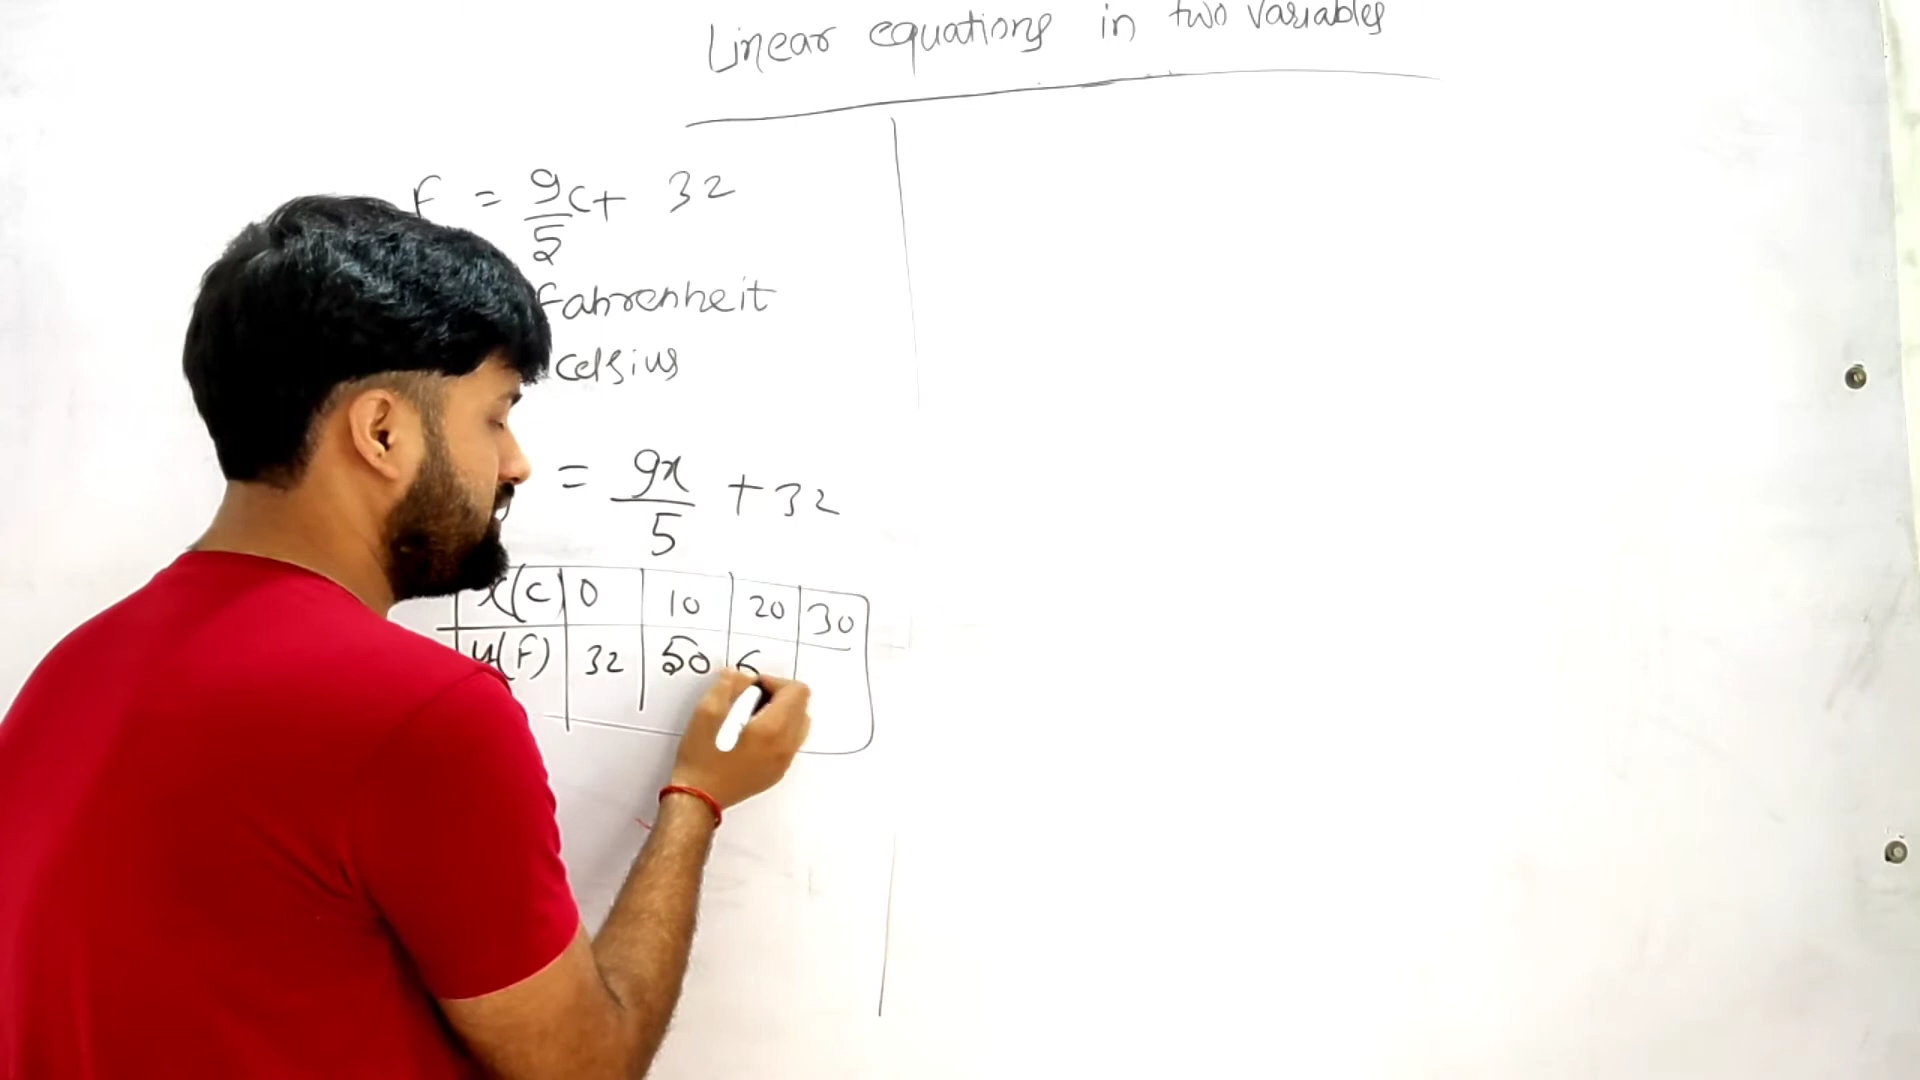 Linear equations in two variables
F = 9/5 C + 32
Fahrenheit
Celsius
= 9x/5 + 32
x(C) 0 10 20 30
y(F) 32 50 6